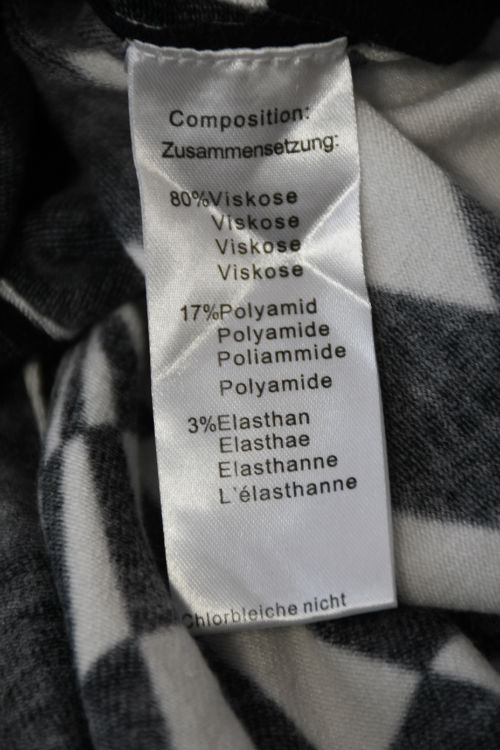 Composition:
Zusammensetzung:
80%Viskose
Viskose
Viskose
Viskose
17%Polyamid
Polyamide
Poliammide
Polyamide
3%Elasthan
Elasthae
Elasthanne
L'élasthanne
Chlorbleiche nicht